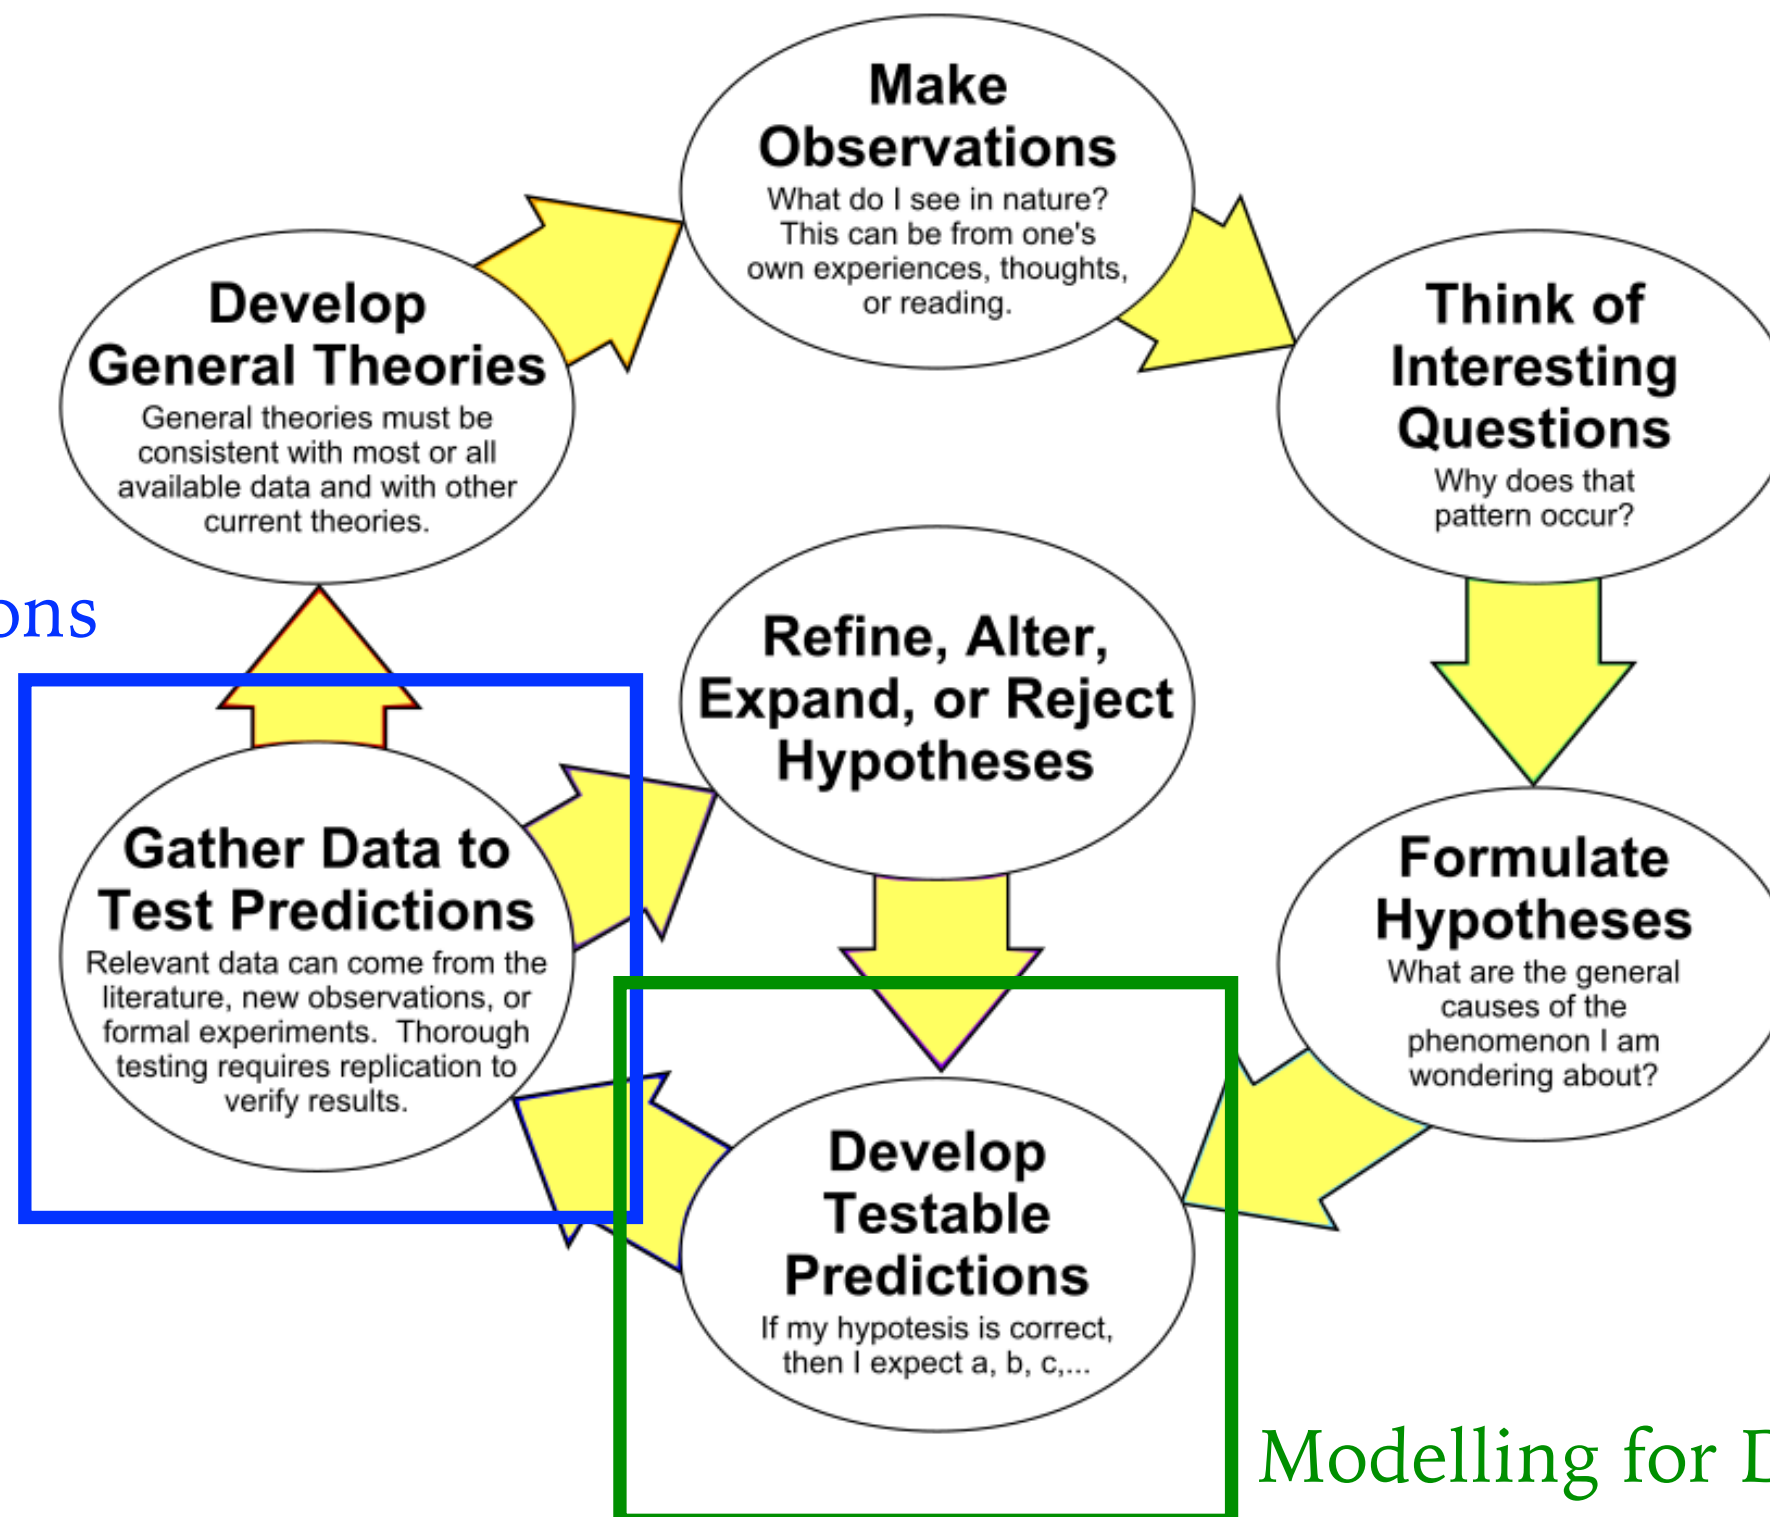 Make
Observations
What do I see in nature?
This can be from one's
own experiences, thoughts,
or reading.
Think of
Interesting
Questions
Why does that
pattern occur?
Formulate
Hypotheses
What are the general
causes of the
phenomenon I am
wondering about?
Develop
Testable
Predictions
If my hypotesis is correct,
then I expect a, b, c,...
Gather Data to
Test Predictions
Relevant data can come from the
literature, new observations, or
formal experiments. Thorough
testing requires replication to
verify results.
Refine, Alter,
Expand, or Reject
Hypotheses
Develop
General Theories
General theories must be
consistent with most or all
available data and with other
current theories.
ons
Modelling for D